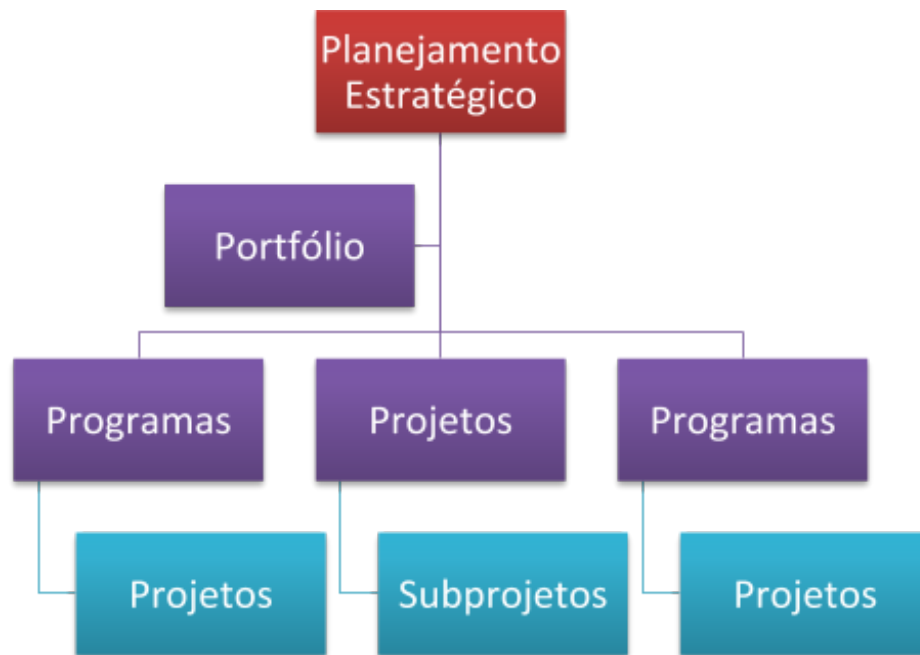 Planejamento
Estratégico
Portfólio
Programas
Projetos
Programas
Projetos
Subprojetos
Projetos